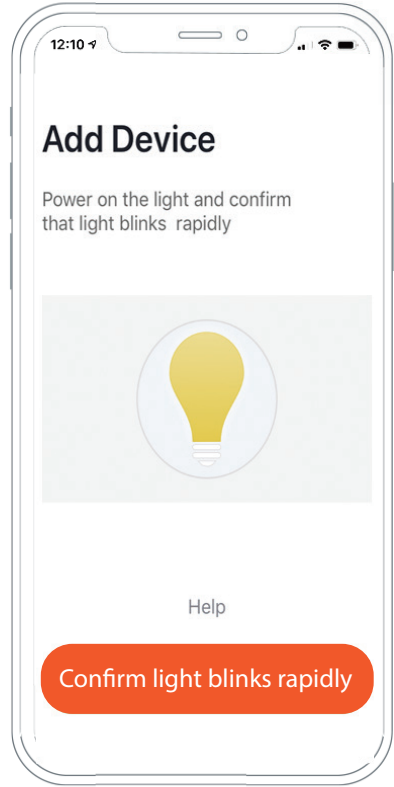 12:10
Add Device
Power on the light and confirm
that light blinks rapidly
Help
Confirm light blinks rapidly